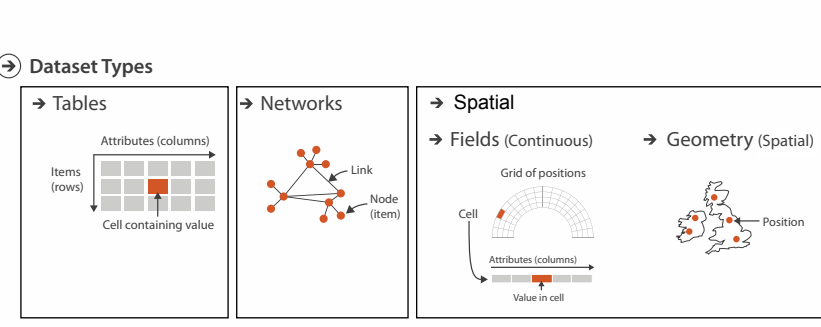 Dataset Types
Tables
Attributes (columns)
Items
(rows)
Cell containing value
Networks
Link
Node
(item)
Spatial
Fields (Continuous)
Grid of positions
Cell
Attributes (columns)
Value in cell
Geometry (Spatial)
Position